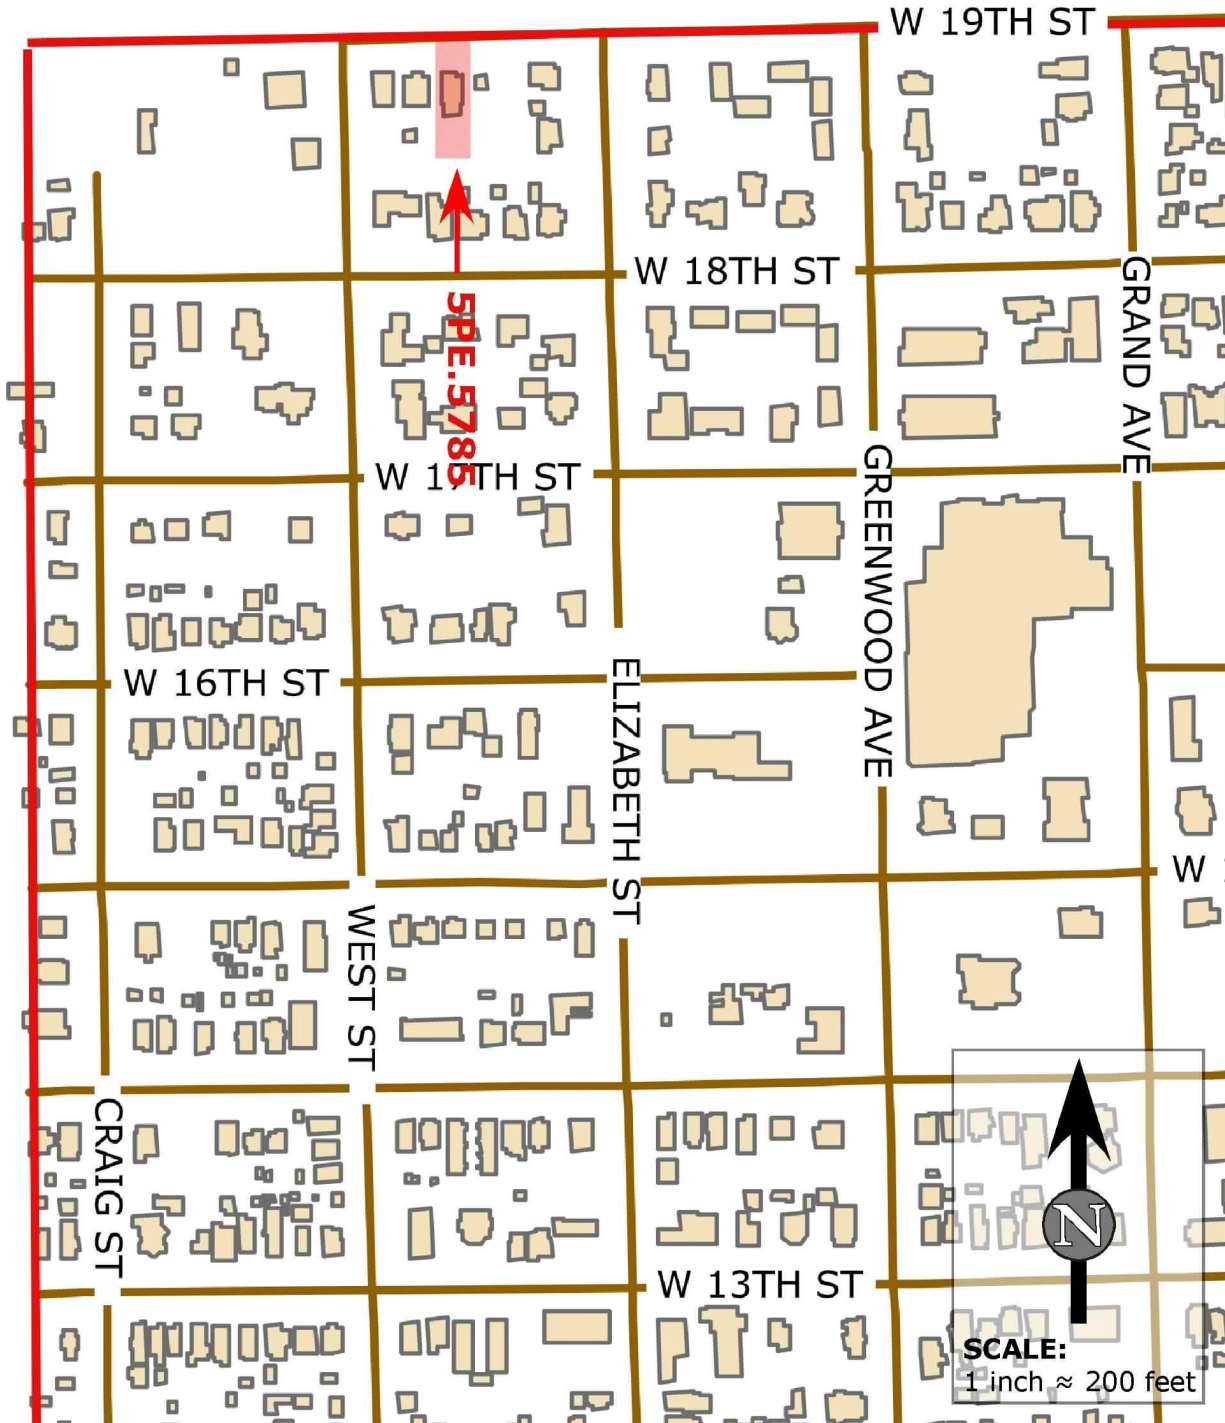 W 19TH ST
W 18TH ST
GRAND AVE
5PE.5785
W 17TH ST
GREENWOOD AVE
W 16TH ST
ELIZABETH ST
W
WEST ST
CRAIG ST
N
W 13TH ST
SCALE:
1 inch ≈ 200 feet